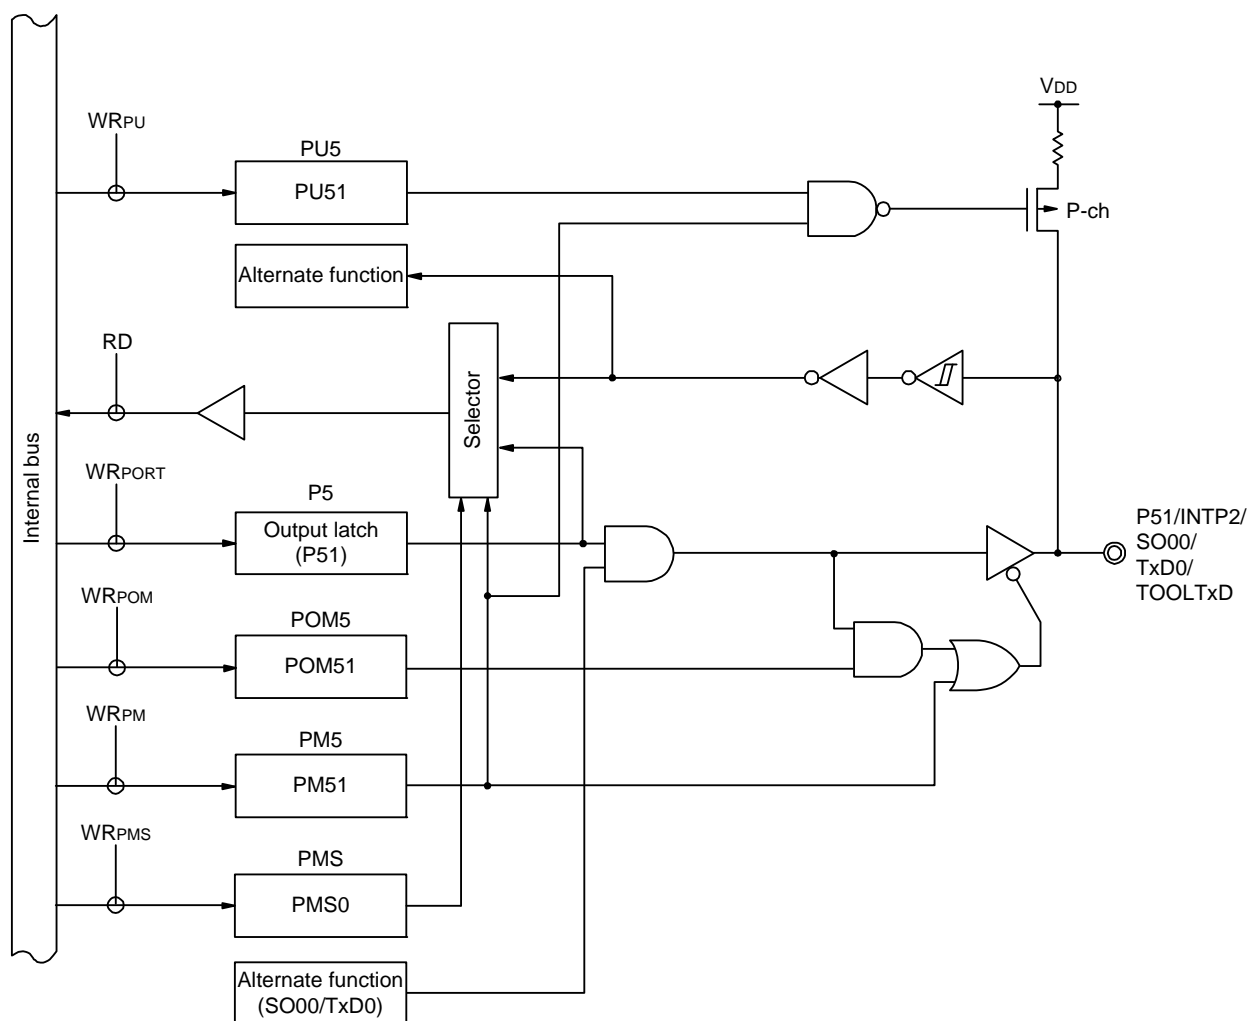 VDD
WRPU
PU5
PU51
P-ch
Alternate function
RD
Selector
Internal bus
WRPORT
P5
Output latch
(P51)
P51/INTP2/
SO00/
TxD0/
TOOLTxD
WRPOM
POM5
POM51
WRPM
PM5
PM51
WRPMS
PMS
PMS0
Alternate function
(SO00/TxD0)